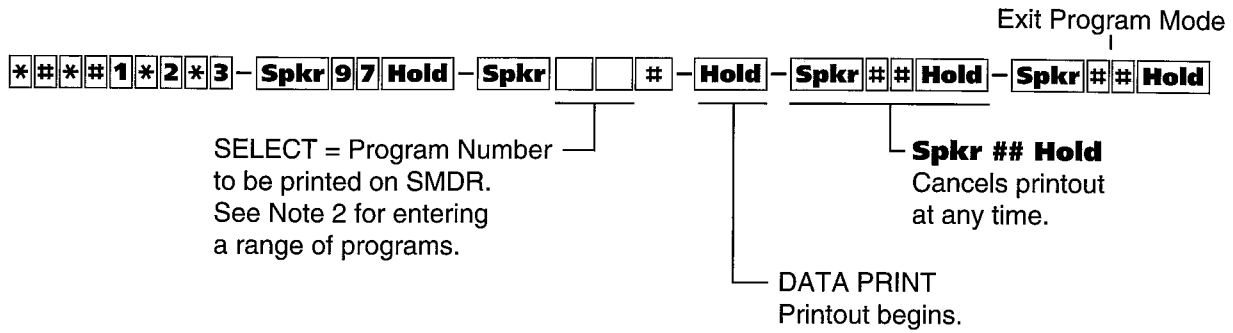 Exit Program Mode
*#*#1*2*3 – Spkr 9 7 Hold – Spkr # – Hold – Spkr # # Hold – Spkr # # Hold
SELECT = Program Number
to be printed on SMDR.
See Note 2 for entering
a range of programs.
Spkr ## Hold
Cancels printout
at any time.
DATA PRINT
Printout begins.